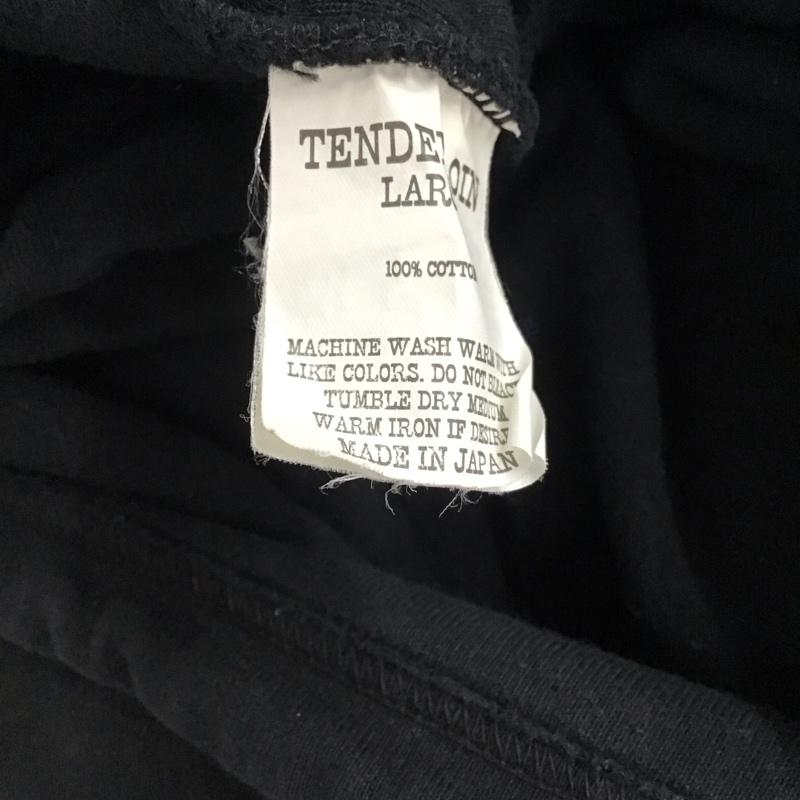 TENDERLOIN
LARGE
100% COTTON
MACHINE WASH WARM WITH
LIKE COLORS. DO NOT BLEACH
TUMBLE DRY MEDIUM
WARM IRON IF DESIRED
MADE IN JAPAN